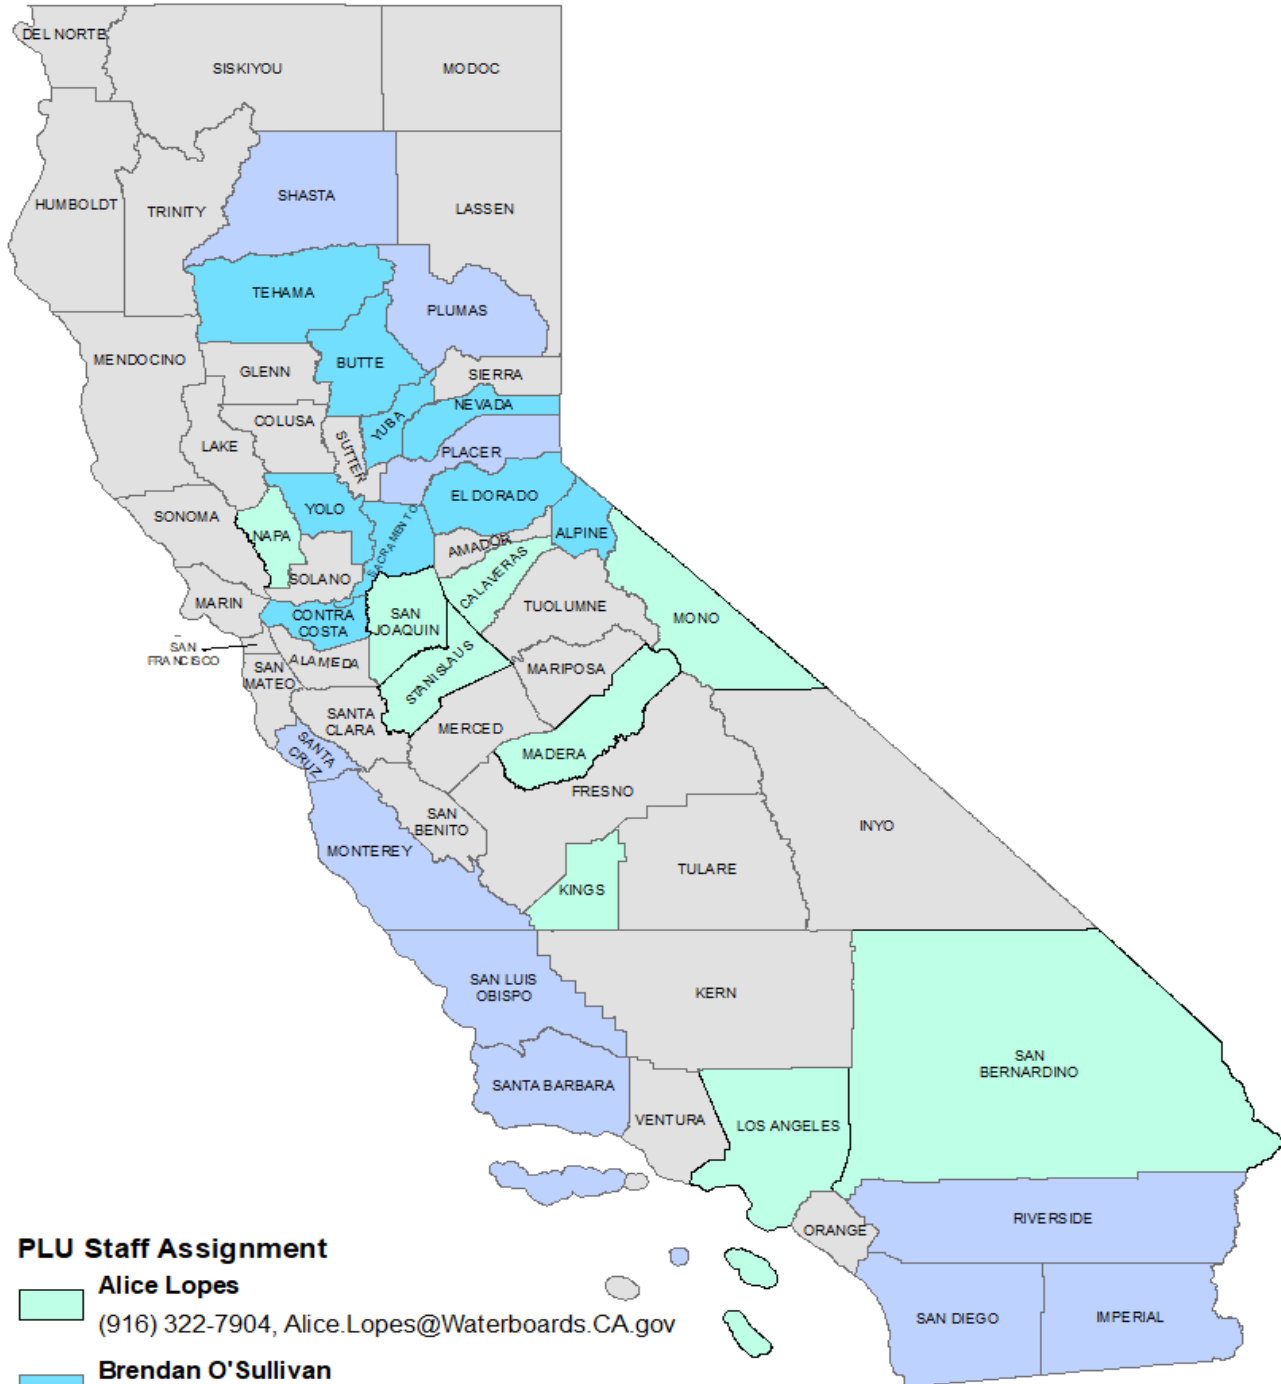 DEL NORTE
SISKIYOU
MODOC
HUMBOLDT
TRINITY
SHASTA
LASSEN
TEHAMA
PLUMAS
MENDOCINO
GLENN
BUTTE
SIERRA
COLUSA
LAKE
SUTTER
YUBA
NEVADA
PLACER
SONOMA
NAPA
YOLO
SACRAMENTO
EL DORADO
ALPINE
AMADOR
SOLANO
CALAVERAS
MARIN
CONTRA
COSTA
SAN
JOAQUIN
TUOLUMNE
MONO
SAN
FRANCISCO
ALAMEDA
SAN
MATEO
STANISLAUS
MARIPOSA
SANTA
CLARA
MERCED
SANTA
CRUZ
MADERA
FRESNO
SAN
BENITO
INYO
MONTEREY
KINGS
TULARE
SAN LUIS
OBISPO
KERN
SAN
BERNARDINO
SANTA BARBARA
VENTURA
LOS ANGELES
ORANGE
RIVERSIDE
SAN DIEGO
IMPERIAL
PLU Staff Assignment
Alice Lopes
(916) 322-7904, Alice.Lopes@Waterboards.CA.gov
Brendan O'Sullivan